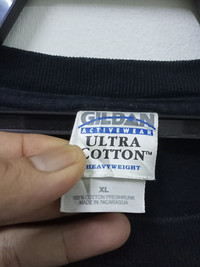 GILDAN
ACTIVEWEAR
ULTRA
COTTON™
HEAVYWEIGHT
XL
100% COTTON PRESHRUNK
MADE IN NICARAGUA